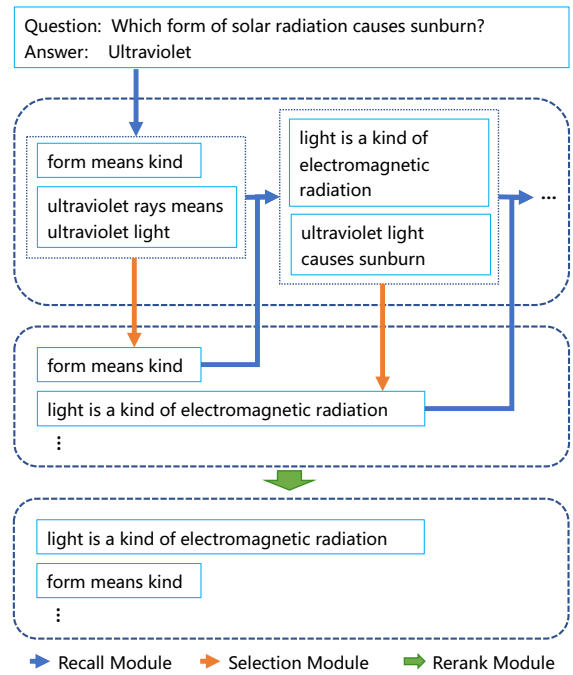 Question: Which form of solar radiation causes sunburn?
Answer: Ultraviolet
form means kind
ultraviolet rays means
ultraviolet light
light is a kind of
electromagnetic
radiation
ultraviolet light
causes sunburn
...
form means kind
light is a kind of electromagnetic radiation
⋮
light is a kind of electromagnetic radiation
form means kind
⋮
Recall Module
Selection Module
Rerank Module